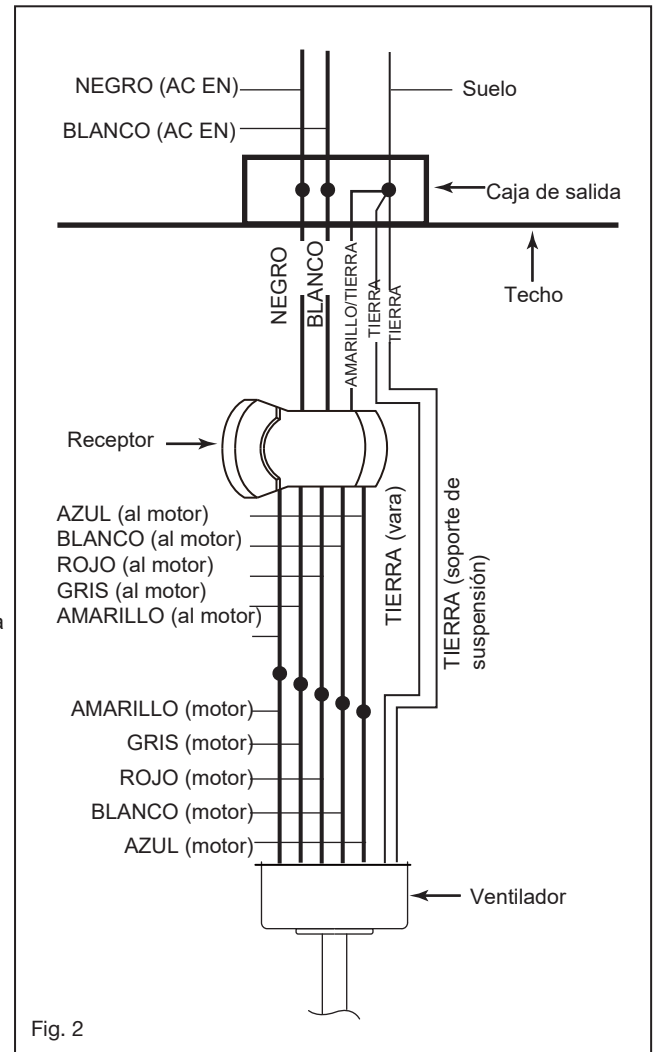 NEGRO (AC EN)
Suelo
BLANCO (AC EN)
Caja de salida
Techo
NEGRO
BLANCO
AMARILLO/TIERRA
TIERRA
TIERRA
Receptor
AZUL (al motor)
BLANCO (al motor)
ROJO (al motor)
GRIS (al motor)
AMARILLO (al motor)
TIERRA (vara)
TIERRA (soporte de
suspensión)
a
AMARILLO (motor)
GRIS (motor)
ROJO (motor)
BLANCO (motor)
AZUL (motor)
Ventilador
Fig. 2